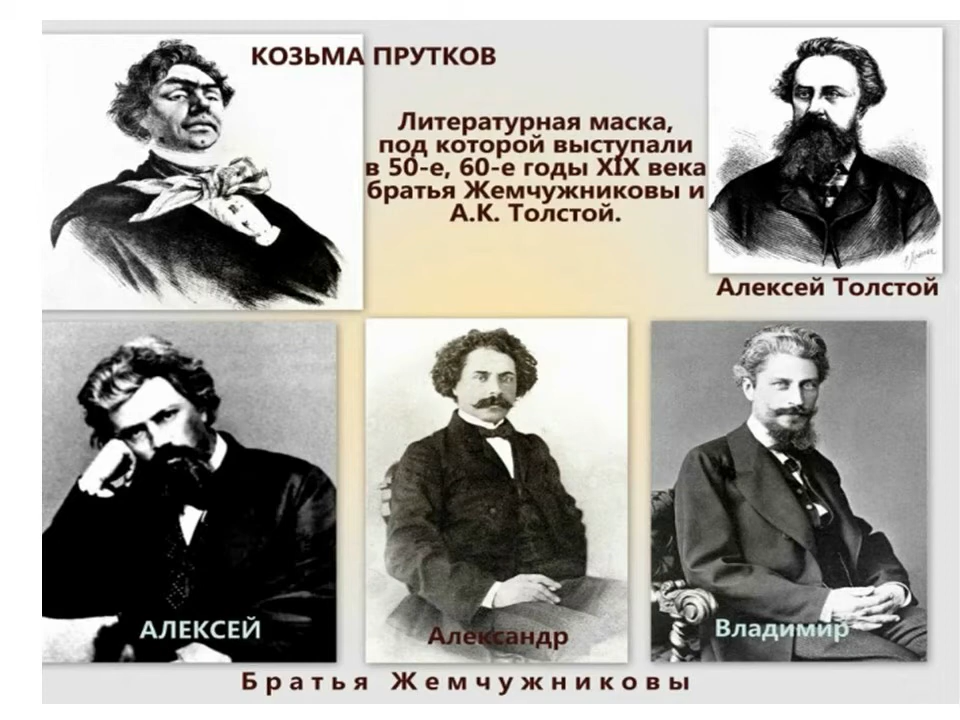 КОЗЬМА ПРУТКОВ
Литературная маска,
под которой выступали
в 50-е, 60-е годы XIX века
братья Жемчужниковы и
А.К. Толстой.
Алексей Толстой
АЛЕКСЕЙ
Александр
Владимир
Братья Жемчужниковы